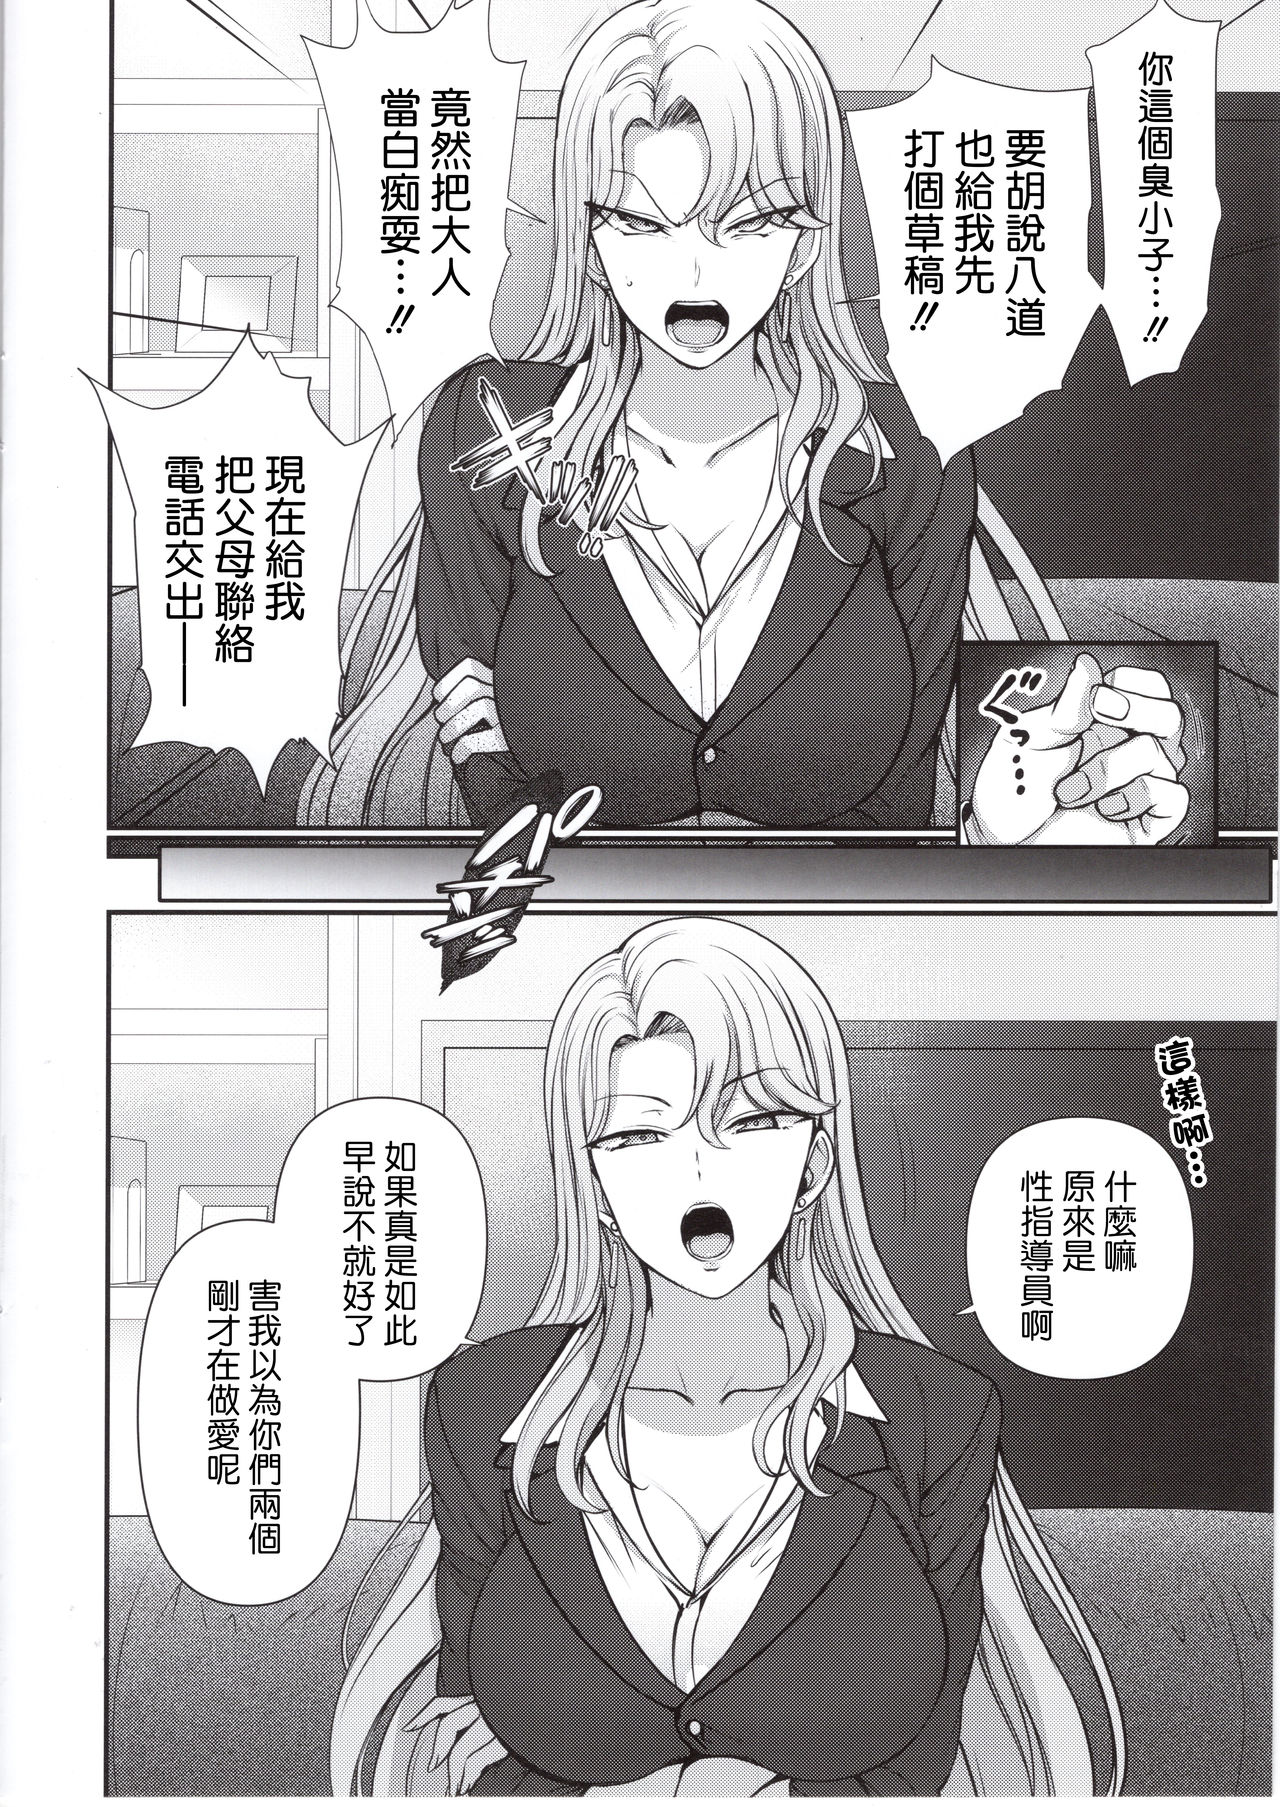 你這個臭小子…!!
要胡說八道
也給我先
打個草稿!!
竟然把大人
當白痴耍…!!
現在給我
把父母聯絡
電話交出——
ぐっ…
這樣啊…
什麼嘛
原來是
性指導員啊
如果真是如此
早說不就好了
害我以為你們兩個
剛才在做愛呢